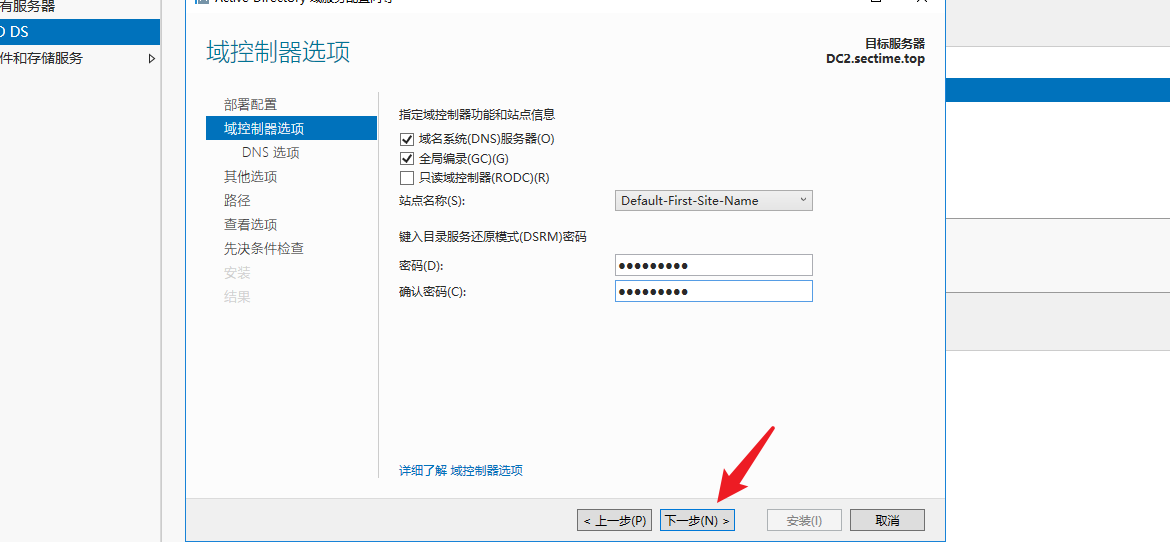 Active Directory 域服务配置向导
有服务器
D DS
件和存储服务
域控制器选项
目标服务器
DC2.sectime.top
部署配置
域控制器选项
DNS 选项
其他选项
路径
查看选项
先决条件检查
安装
结果
指定域控制器功能和站点信息
域名系统(DNS)服务器(O)
全局编录(GC)(G)
只读域控制器(RODC)(R)
站点名称(S):
Default-First-Site-Name
键入目录服务还原模式(DSRM)密码
密码(D):
●●●●●●●●●
确认密码(C):
●●●●●●●●●
详细了解 域控制器选项
< 上一步(P)
下一步(N) >
安装(I)
取消